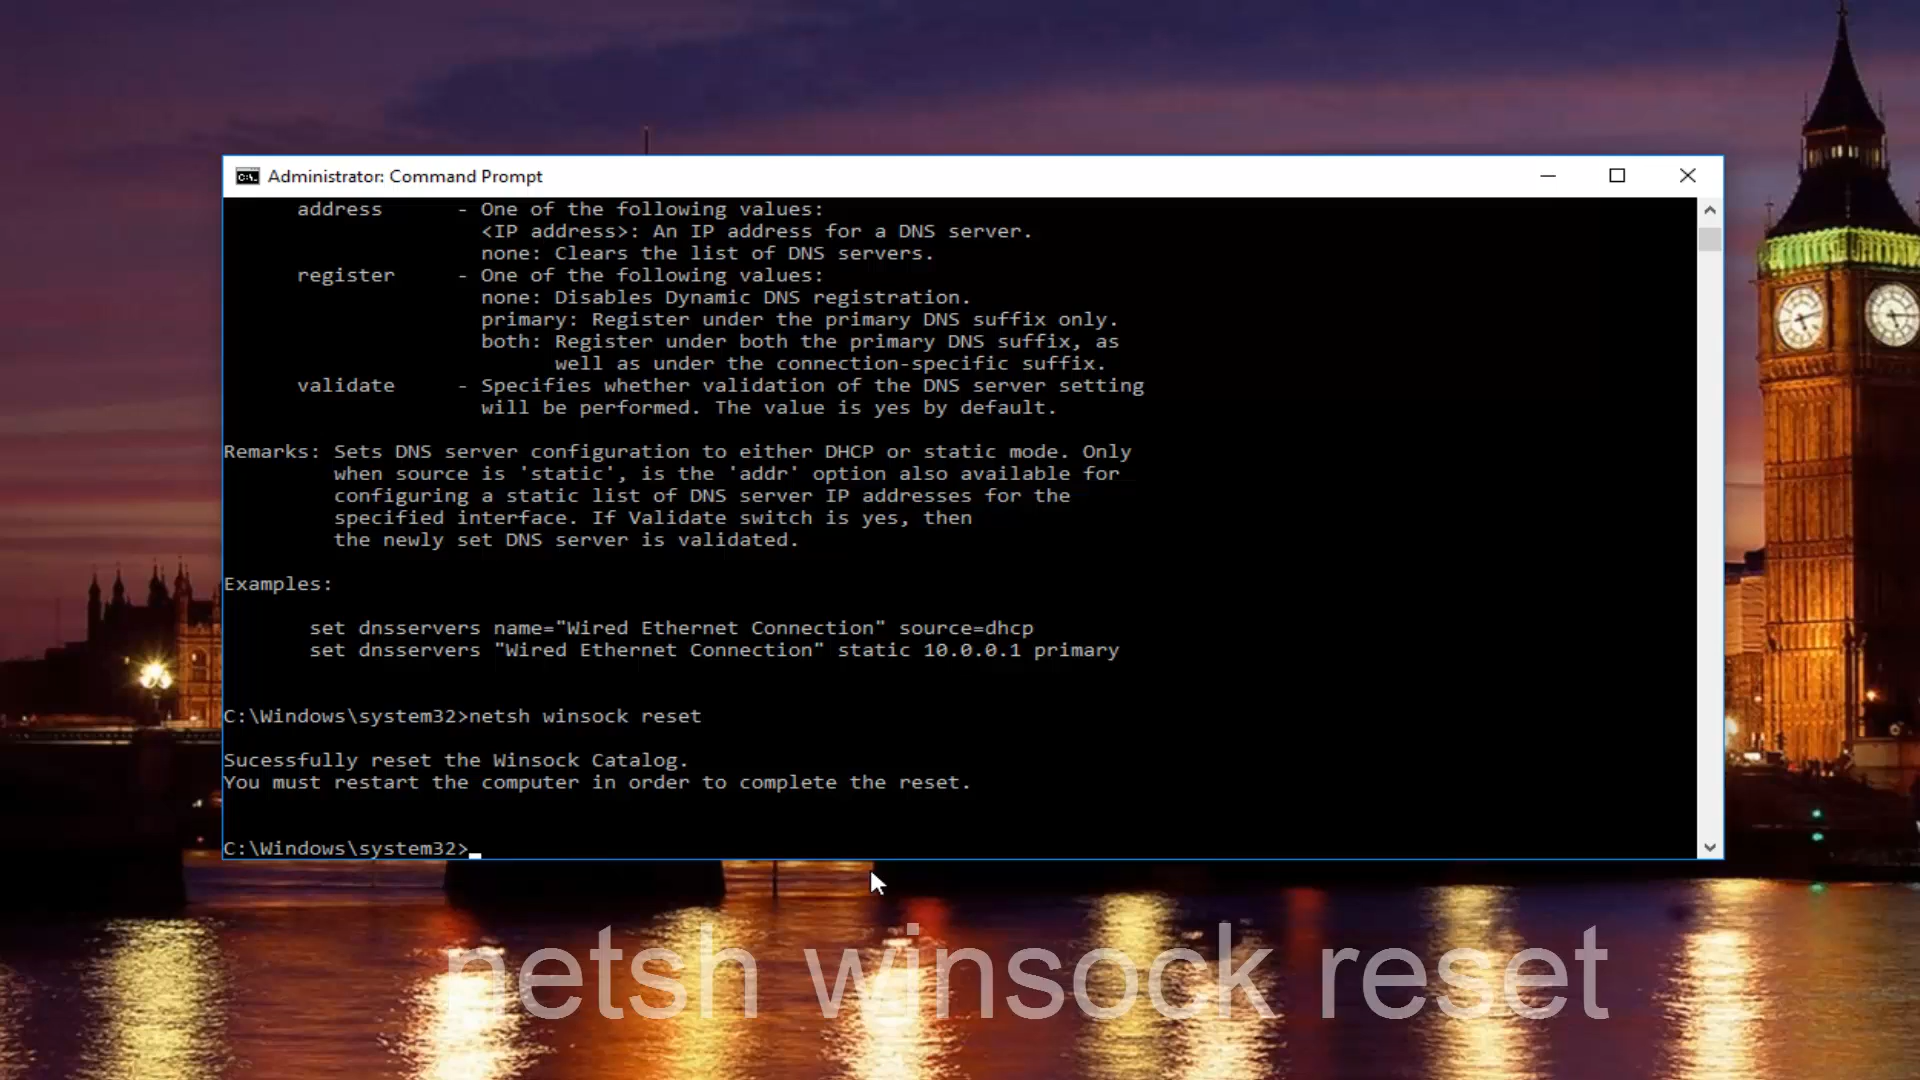 Administrator: Command Prompt
address - One of the following values:
<IP address>: An IP address for a DNS server.
none: Clears the list of DNS servers.
register - One of the following values:
none: Disables Dynamic DNS registration.
primary: Register under the primary DNS suffix only.
both: Register under both the primary DNS suffix, as
well as under the connection-specific suffix.
validate - Specifies whether validation of the DNS server setting
will be performed. The value is yes by default.
Remarks: Sets DNS server configuration to either DHCP or static mode. Only
when source is 'static', is the 'addr' option also available for
configuring a static list of DNS server IP addresses for the
specified interface. If Validate switch is yes, then
the newly set DNS server is validated.
Examples:
set dnsservers name="Wired Ethernet Connection" source=dhcp
set dnsservers "Wired Ethernet Connection" static 10.0.0.1 primary
C:\Windows\system32>netsh winsock reset
Sucessfully reset the Winsock Catalog.
You must restart the computer in order to complete the reset.
C:\Windows\system32>
netsh winsock reset